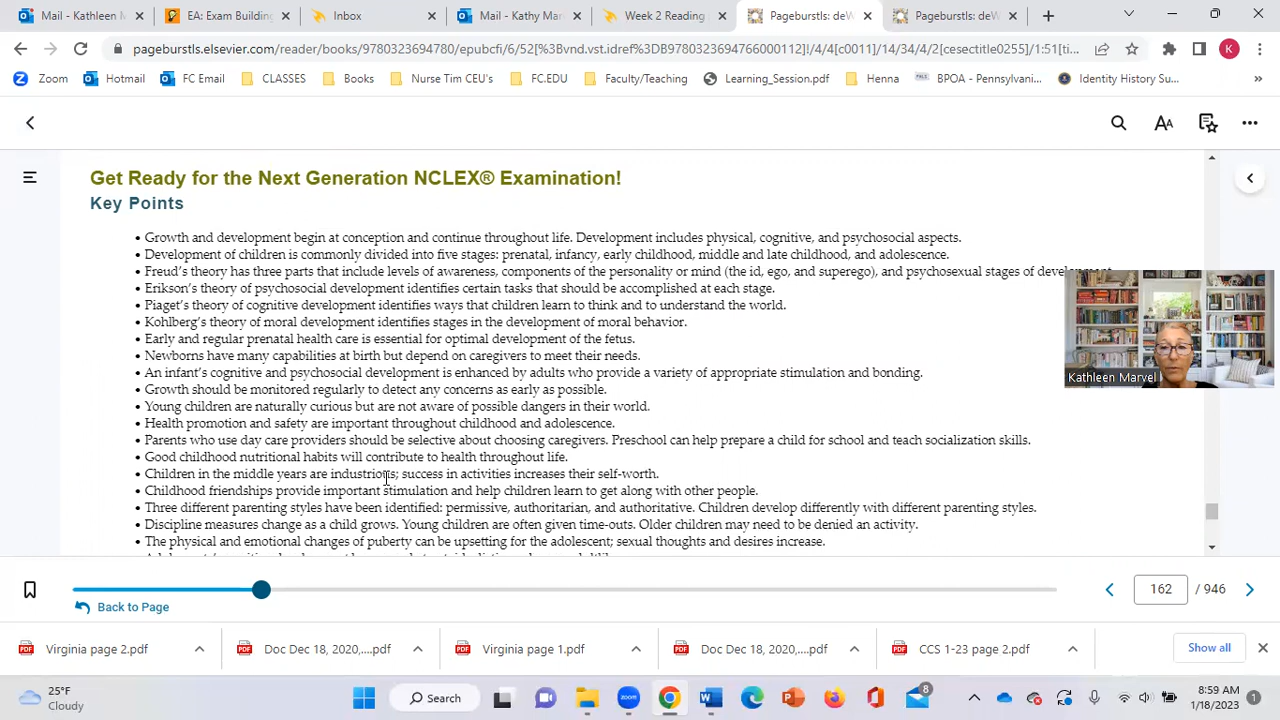 Mail - Kathleen M
EA: Exam Building
Inbox
Mail - Kathy Mar
Week 2 Reading
Pageburstls: deW
Pageburstls: deW
pageburstls.elsevier.com/reader/books/9780323694780/epubcfi/6/52[%3Bvnd.vst.idref%3DB9780323694776000112]!/4/4[c0011]/14/34/4/2[cesectitle0255]/1:51[ti...
K
Zoom
Hotmail
FC Email
CLASSES
Books
Nurse Tim CEU's
FC.EDU
Faculty/Teaching
Learning_Session.pdf
Henna
BPOA - Pennsylvani...
Identity History Su...
»
AA
Get Ready for the Next Generation NCLEX® Examination!
Key Points
• Growth and development begin at conception and continue throughout life. Development includes physical, cognitive, and psychosocial aspects.
• Development of children is commonly divided into five stages: prenatal, infancy, early childhood, middle and late childhood, and adolescence.
• Freud's theory has three parts that include levels of awareness, components of the personality or mind (the id, ego, and superego), and psychosexual stages of
• Erikson's theory of psychosocial development identifies certain tasks that should be accomplished at each stage.
• Piaget's theory of cognitive development identifies ways that children learn to think and to understand the world.
• Kohlberg's theory of moral development identifies stages in the development of moral behavior.
• Early and regular prenatal health care is essential for optimal development of the fetus.
• Newborns have many capabilities at birth but depend on caregivers to meet their needs.
• An infant's cognitive and psychosocial development is enhanced by adults who provide a variety of appropriate stimulation and bonding.
Kathleen Marvel
• Growth should be monitored regularly to detect any concerns as early as possible.
• Young children are naturally curious but are not aware of possible dangers in their world.
• Health promotion and safety are important throughout childhood and adolescence.
• Parents who use day care providers should be selective about choosing caregivers. Preschool can help prepare a child for school and teach socialization skills.
• Good childhood nutritional habits will contribute to health throughout life.
• Children in the middle years are industrious; success in activities increases their self-worth.
• Childhood friendships provide important stimulation and help children learn to get along with other people.
• Three different parenting styles have been identified: permissive, authoritarian, and authoritative. Children develop differently with different parenting styles.
• Discipline measures change as a child grows. Young children are often given time-outs. Older children may need to be denied an activity.
• The physical and emotional changes of puberty can be upsetting for the adolescent; sexual thoughts and desires increase.
162 / 946
Back to Page
Virginia page 2.pdf
Doc Dec 18, 2020,....pdf
Virginia page 1.pdf
Doc Dec 18, 2020,....pdf
CCS 1-23 page 2.pdf
Show all
25°F
Cloudy
Search
8
8:59 AM
1/18/2023
1